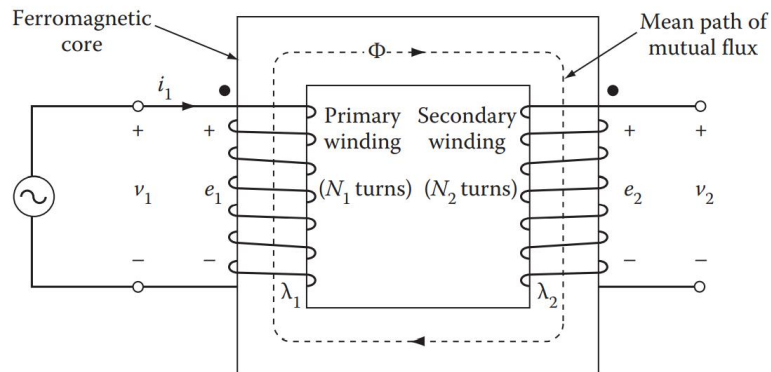 Ferromagnetic
core
Mean path of
mutual flux
Φ
i₁
+
+
Primary
winding
Secondary
winding
+
+
v₁
e₁
(N₁ turns)
(N₂ turns)
e₂
v₂
–
–
–
–
λ₁
λ₂